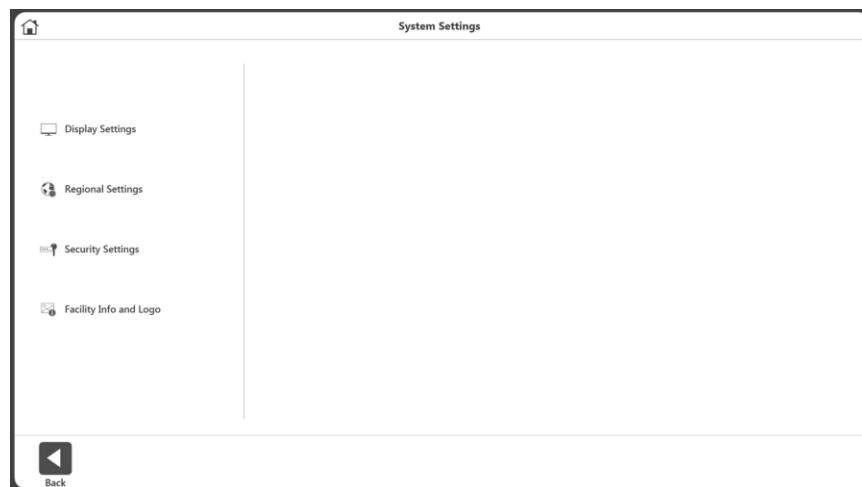 System Settings
Display Settings
Regional Settings
Security Settings
Facility Info and Logo
Back